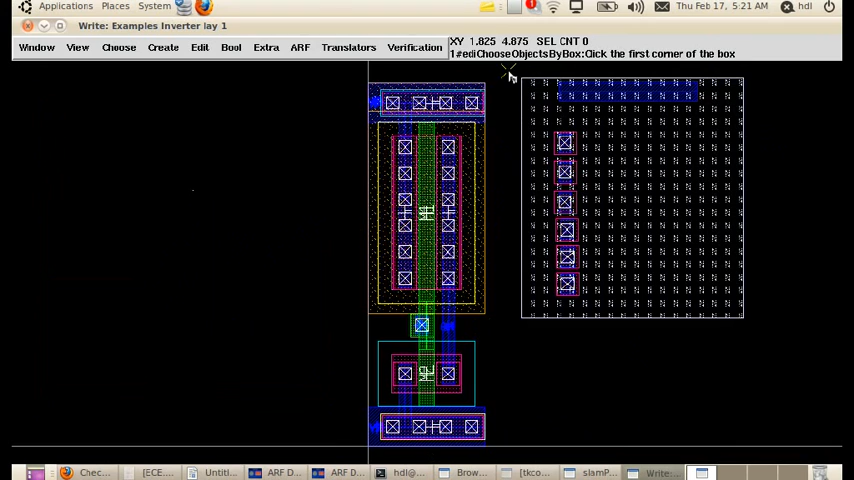 Applications Places System
Thu Feb 17, 5:21 AM hdl
Write: Examples Inverter lay 1
Window View Choose Create Edit Bool Extra ARF Translators Verification
XY 1.825 4.875 SEL CNT 0
1#ediChooseObjectsByBox:Click the first corner of the box
Chec... [ECE... Untitl... ARF D... ARF D... hdl@... Brow... [tkco... slamP... Write:...